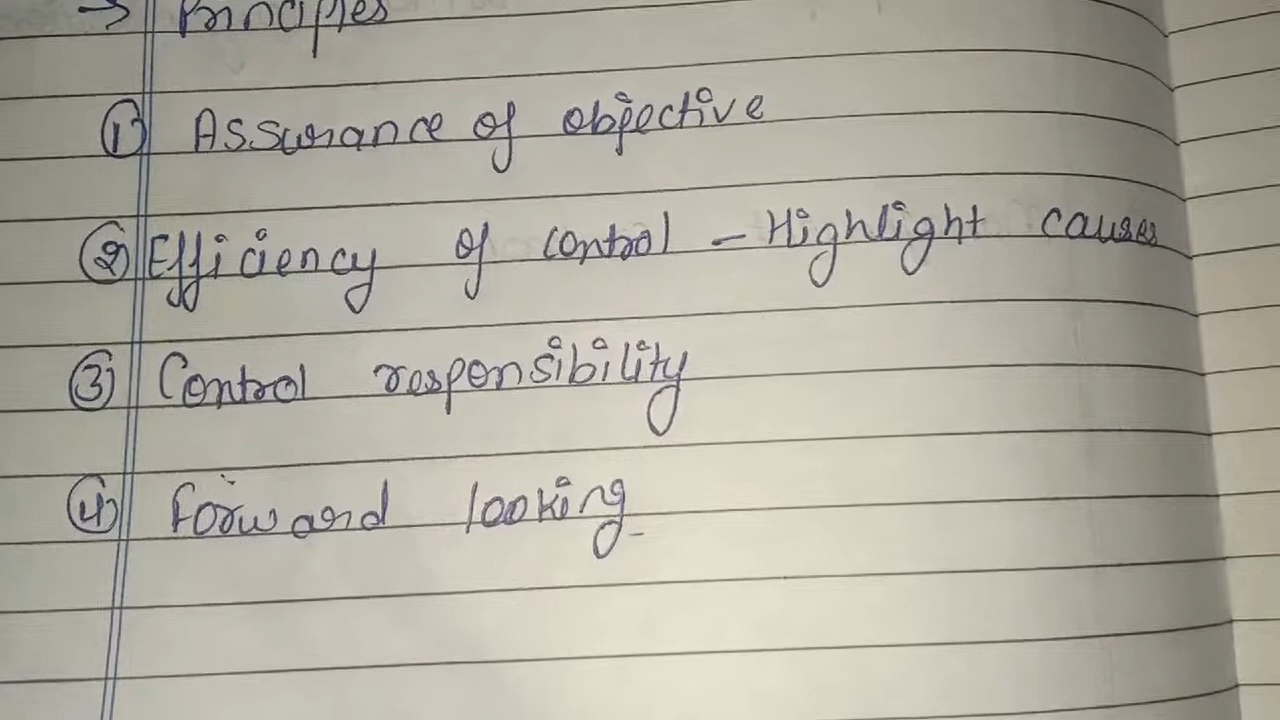 → Principles
① Assurance of objective
② Efficiency of control - Highlight causes
③ Control responsibility
④ forward looking